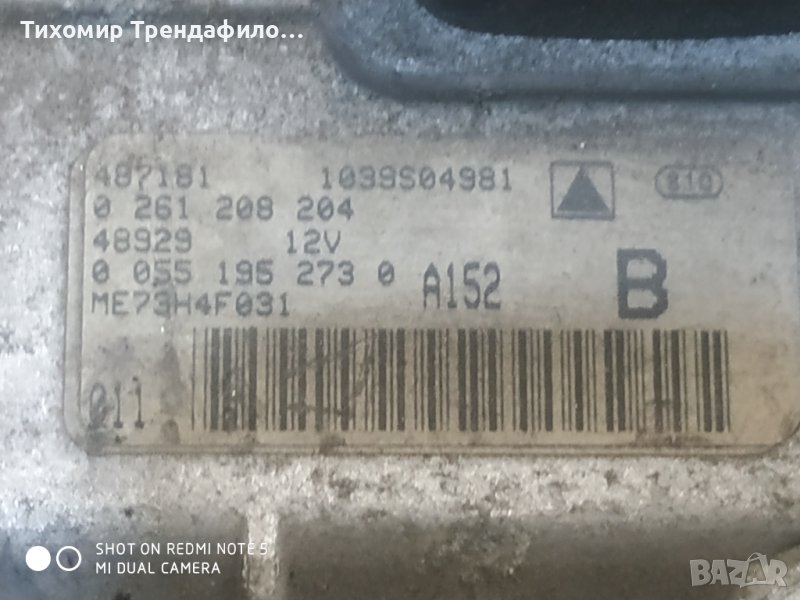 Тихомир Трендафило...
487181 1039S04981
0 261 208 204
48929 12V
0 055 195 273 0 A152 B
ME73H4F031
011
SHOT ON REDMI NOTE 5
MI DUAL CAMERA
BAZAR